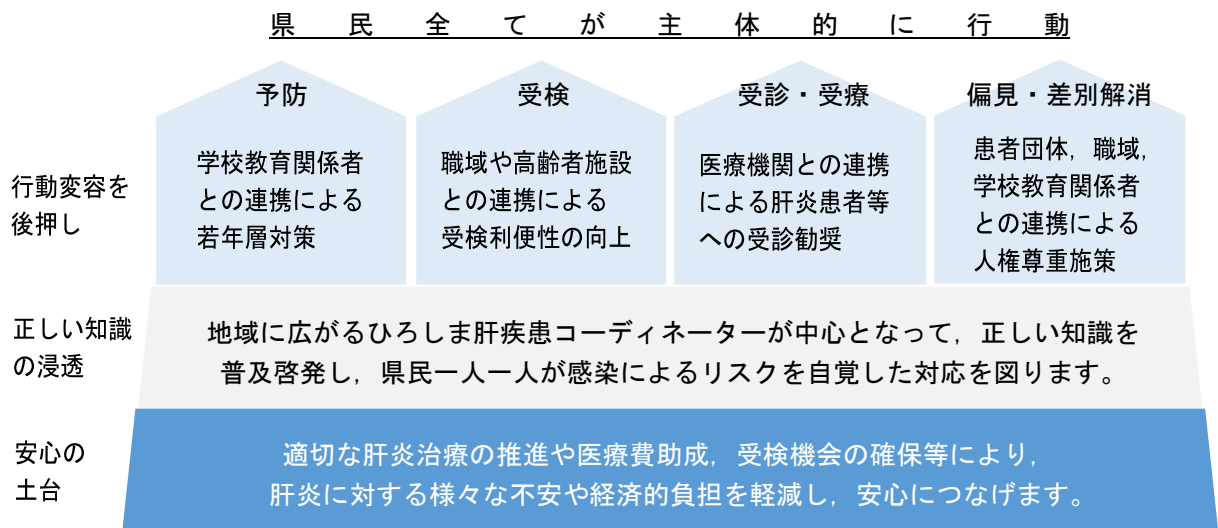 県民全てが主体的に行動
行動変容を
後押し
予防
学校教育関係者
との連携による
若年層対策
受検
職域や高齢者施設
との連携による
受検利便性の向上
受診・受療
医療機関との連携
による肝炎患者等
への受診勧奨
偏見・差別解消
患者団体，職域，
学校教育関係者
との連携による
人権尊重施策
正しい知識
の浸透
地域に広がるひろしま肝疾患コーディネーターが中心となって，正しい知識を
普及啓発し，県民一人一人が感染によるリスクを自覚した対応を図ります。
安心の
土台
適切な肝炎治療の推進や医療費助成，受検機会の確保等により，
肝炎に対する様々な不安や経済的負担を軽減し，安心につなげます。